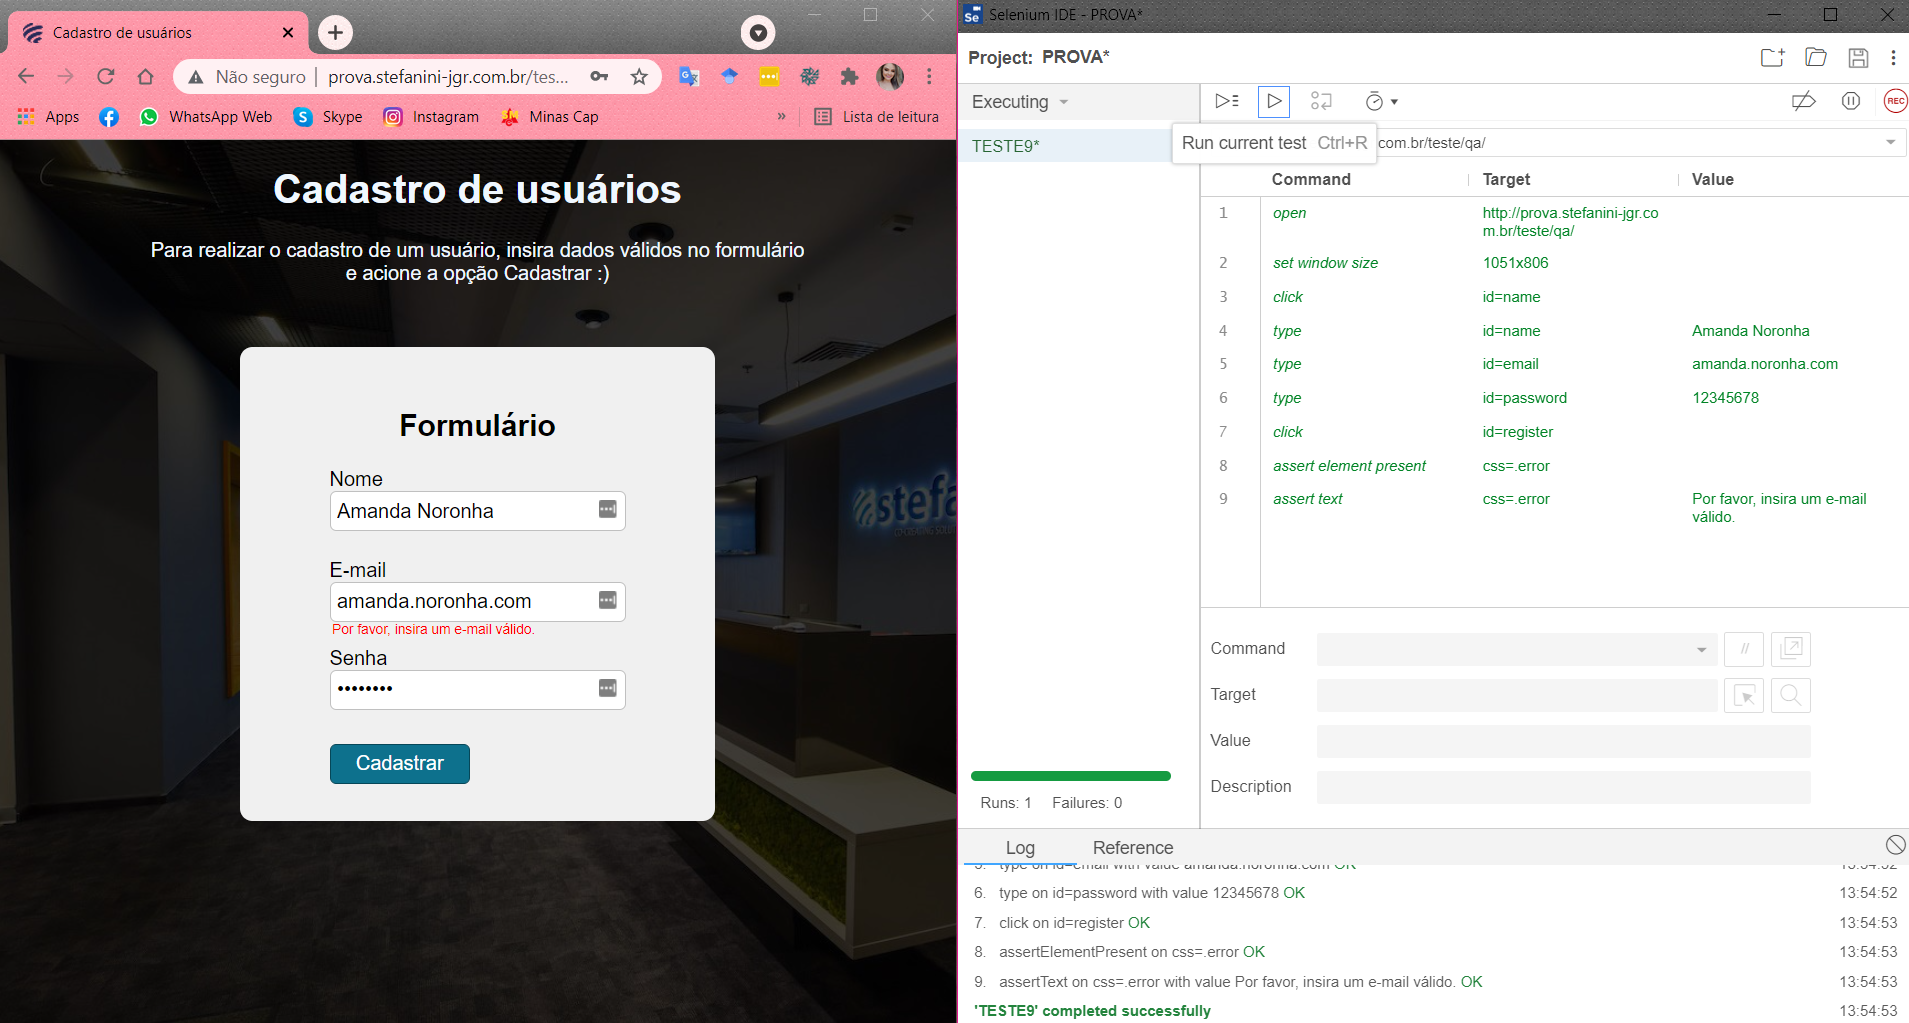 Cadastro de usuários
Não seguro
prova.stefanini-jgr.com.br/tes...
Apps
WhatsApp Web
Skype
Instagram
Minas Cap
»
Lista de leitura
Cadastro de usuários
Para realizar o cadastro de um usuário, insira dados válidos no formulário
e acione a opção Cadastrar :)
Formulário
Nome
Amanda Noronha
E-mail
amanda.noronha.com
Por favor, insira um e-mail válido.
Senha
••••••••
Cadastrar
stefa
Selenium IDE - PROVA*
Project: PROVA*
Executing
REC
TESTE9*
Run current test Ctrl+R
com.br/teste/qa/
Command Target Value
1 open http://prova.stefanini-jgr.co
m.br/teste/qa/
2 set window size 1051x806
3 click id=name
4 type id=name Amanda Noronha
5 type id=email amanda.noronha.com
6 type id=password 12345678
7 click id=register
8 assert element present css=.error
9 assert text css=.error Por favor, insira um e-mail
válido.
Command
//
Target
Value
Description
Runs: 1 Failures: 0
Log Reference
5. type on id=email with value amanda.noronha.com OK 13:54:52
6. type on id=password with value 12345678 OK 13:54:52
7. click on id=register OK 13:54:53
8. assertElementPresent on css=.error OK 13:54:53
9. assertText on css=.error with value Por favor, insira um e-mail válido. OK 13:54:53
'TESTE9' completed successfully 13:54:53